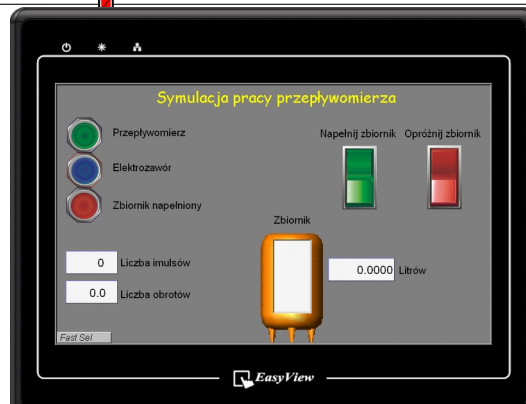 Symulacja pracy przepływomierza
Przepływomierz
Napełnij zbiornik Opróżnij zbiornik
Elektrozawór
Zbiornik napełniony
Zbiornik
0 Liczba imulsów
0.0000 Litrów
0.0 Liczba obrotów
Fast Sel
EasyView